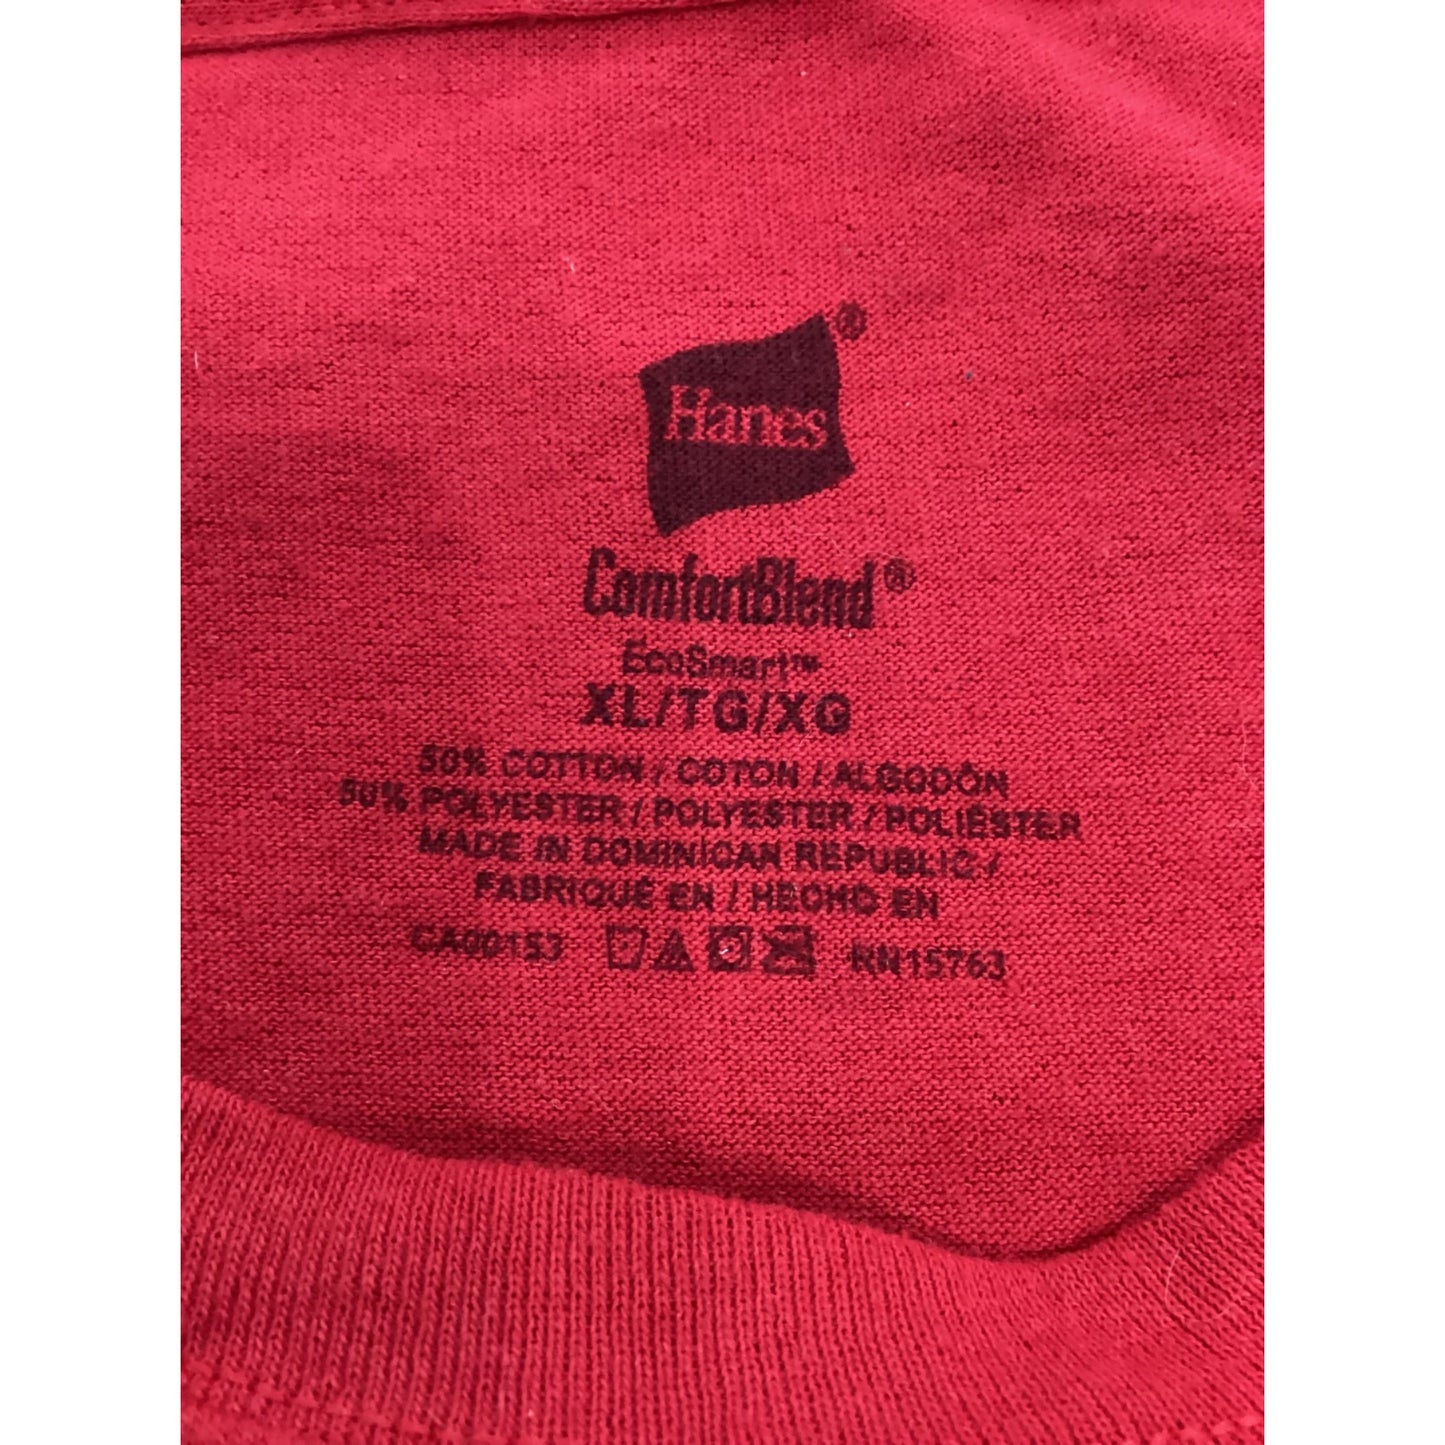 Hanes®
ComfortBlend®
EcoSmart™
XL/TG/XG
50% COTTON / COTON / ALGODÓN
50% POLYESTER / POLYESTER / POLIÉSTER
MADE IN DOMINICAN REPUBLIC /
FABRIQUÉ EN / HECHO EN
CA00153 RN15763